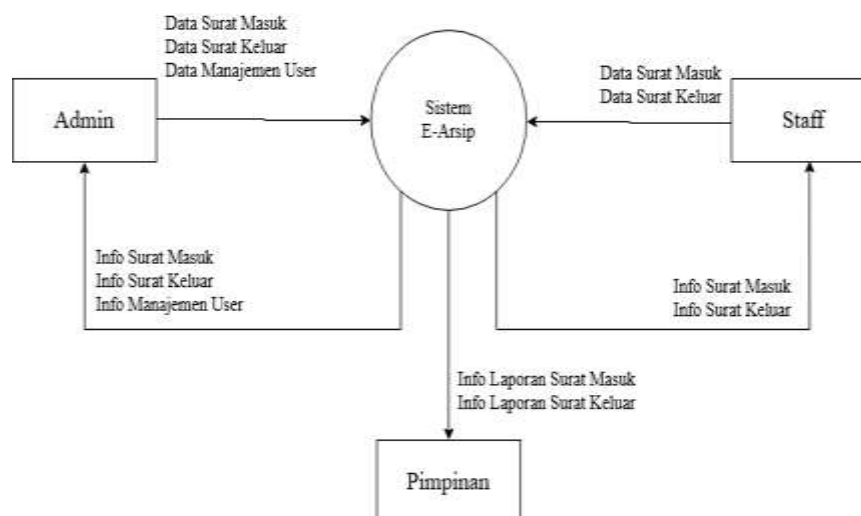 Data Surat Masuk
Data Surat Keluar
Data Manajemen User
Admin
Sistem
E-Arsip
Data Surat Masuk
Data Surat Keluar
Staff
Info Surat Masuk
Info Surat Keluar
Info Manajemen User
Info Surat Masuk
Info Surat Keluar
Info Laporan Surat Masuk
Info Laporan Surat Keluar
Pimpinan